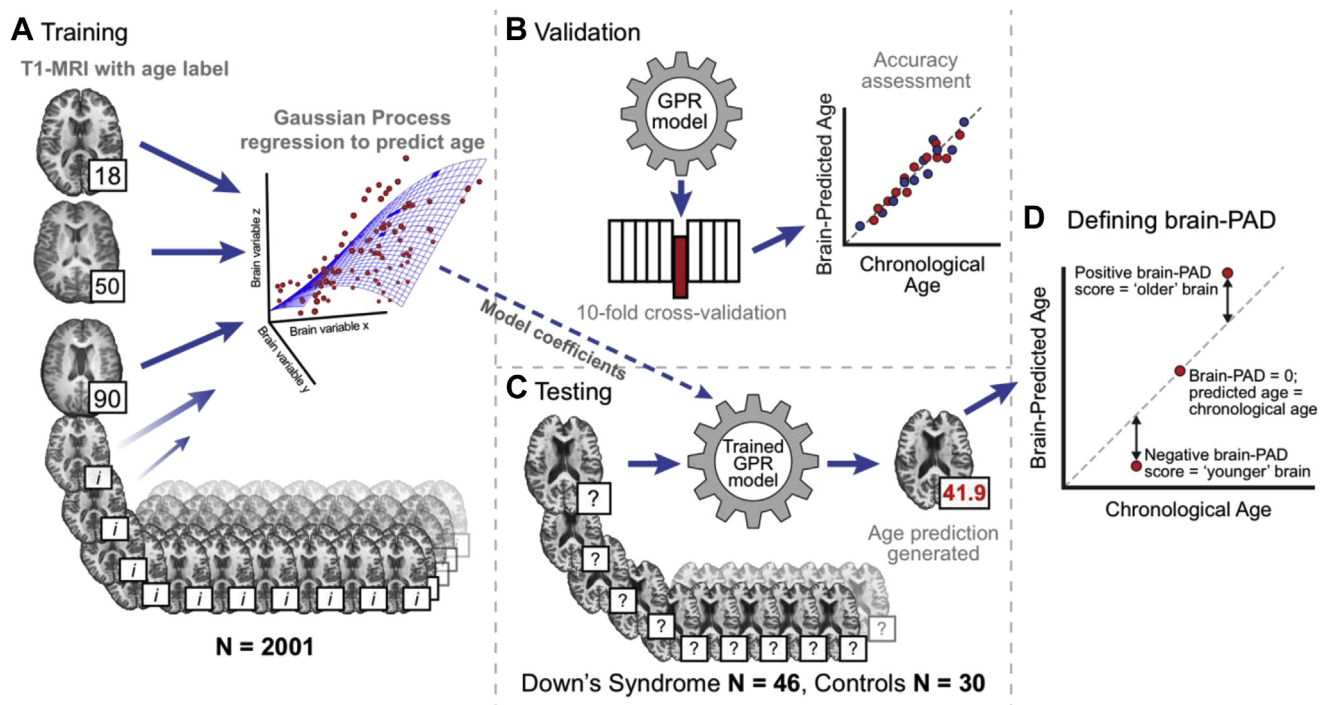 A Training
T1-MRI with age label
18
50
90
i
i
i
i
i
i
i
i
i
i
i
Gaussian Process
regression to predict age
Brain variable z
Brain variable x
Brain variable y
Model coefficients
N = 2001
B Validation
GPR
model
10-fold cross-validation
Accuracy
assessment
Brain-Predicted Age
Chronological
Age
C Testing
?
?
?
?
?
?
?
?
?
?
Trained
GPR
model
41.9
Age prediction
generated
Down's Syndrome N = 46, Controls N = 30
D Defining brain-PAD
Positive brain-PAD
score = 'older' brain
Brain-PAD = 0;
predicted age =
chronological age
Negative brain-PAD
score = 'younger' brain
Brain-Predicted Age
Chronological Age